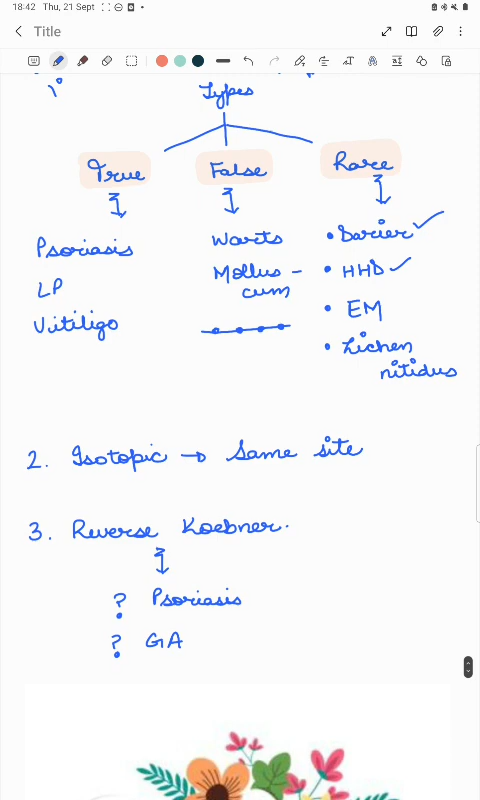 18:42 Thu, 21 Sept
Title
1°
Types
True False Rare
Psoriasis
LP
Vitiligo
Warts
Mollus -
cum
• Darier ✓
• HHD ✓
• EM
• Lichen
nitidus
2. Isotopic → Same site
3. Reverse Koebner.
? Psoriasis
? GA